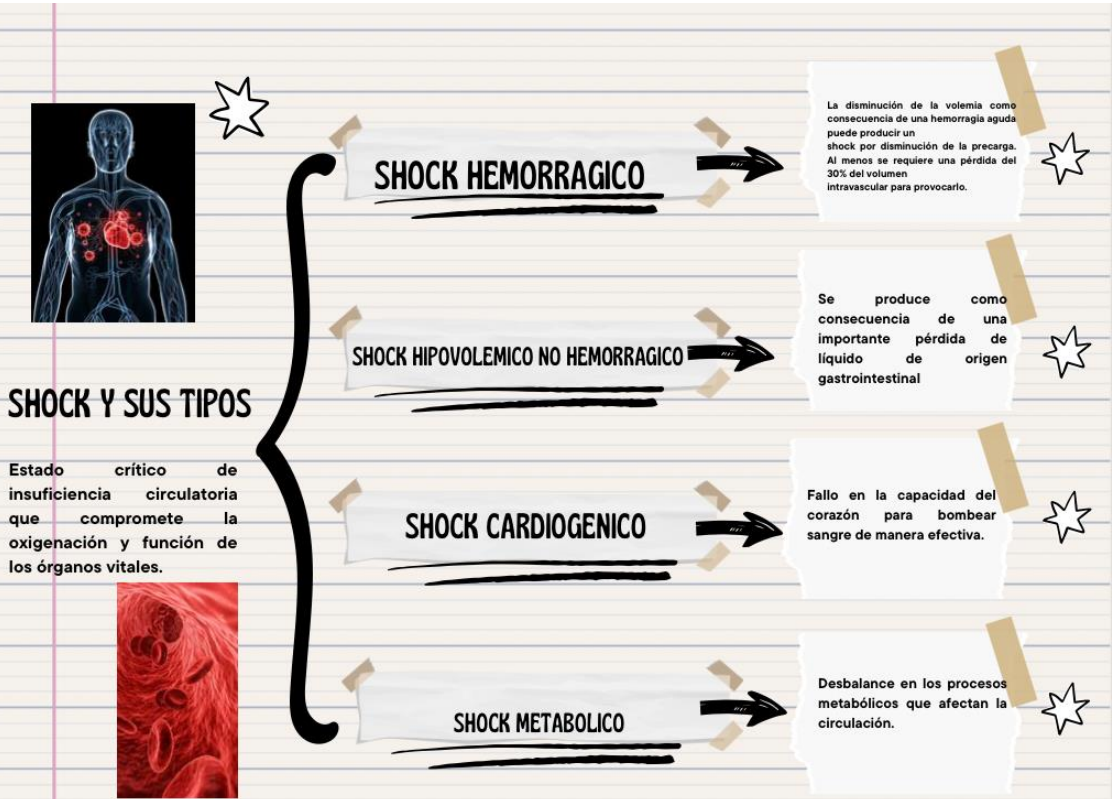 SHOCK Y SUS TIPOS
Estado crítico de
insuficiencia circulatoria
que compromete la
oxigenación y función de
los órganos vitales.
SHOCK HEMORRAGICO
La disminución de la volemia como
consecuencia de una hemorragia aguda
puede producir un
shock por disminución de la precarga.
Al menos se requiere una pérdida del
30% del volumen
intravascular para provocarlo.
SHOCK HIPOVOLEMICO NO HEMORRAGICO
Se produce como
consecuencia de una
importante pérdida de
líquido de origen
gastrointestinal
SHOCK CARDIOGENICO
Fallo en la capacidad del
corazón para bombear
sangre de manera efectiva.
SHOCK METABOLICO
Desbalance en los procesos
metabólicos que afectan la
circulación.